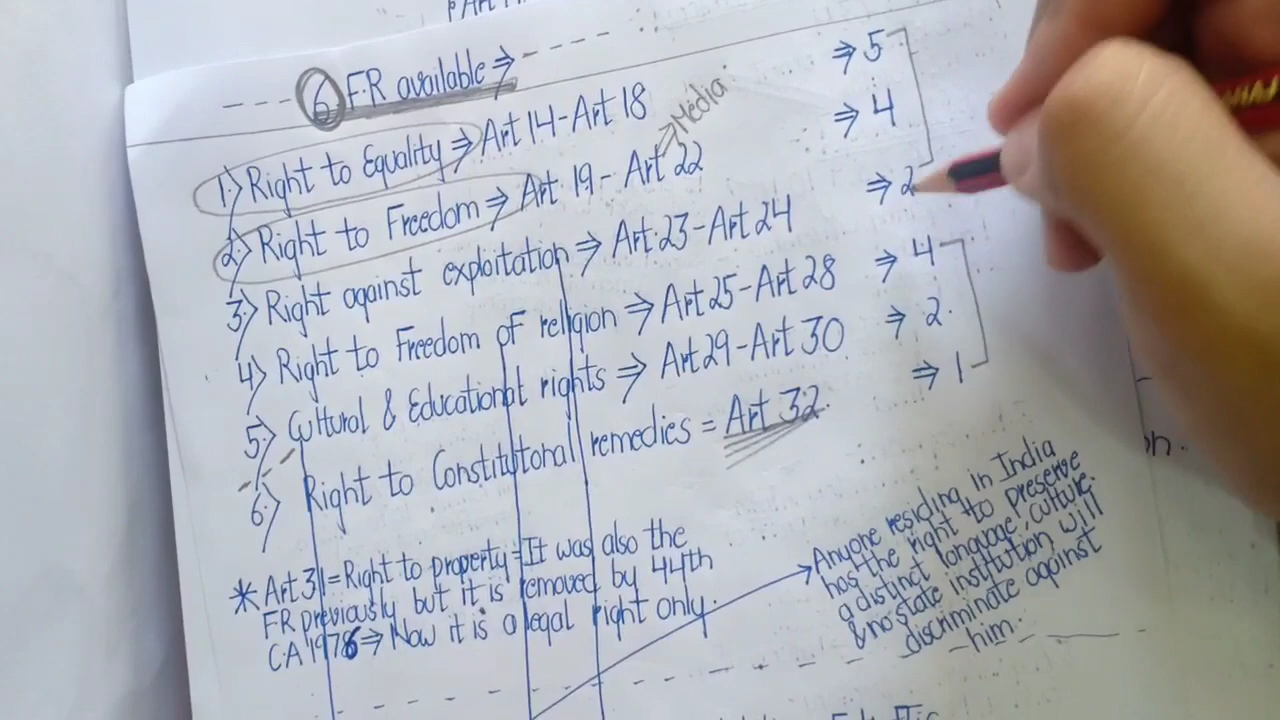 6 FR available ⇒
1.) Right to Equality ⇒ Art 14-Art 18 ⇒ 5
Media
2.) Right to Freedom ⇒ Art 19-Art 22 ⇒ 4
3.) Right against exploitation ⇒ Art.23-Art 24 ⇒ 2
4) Right to Freedom of religion ⇒ Art 25-Art 28 ⇒ 4
5.) Cultural & Educational rights ⇒ Art 29-Art 30 ⇒ 2
6.) Right to Constitutonal remedies = Art 32 ⇒ 1
* Art 31 = Right to property - It was also the
FR previously but it is removed by 44th
CA 1978 ⇒ Now it is a legal right only.
Anyone residing in India
has the right to preserve
a distinct language, culture.
& no state institution will
discriminate against
him.